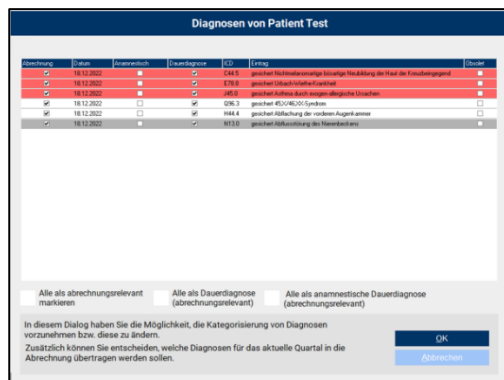 Diagnosen von Patient Test
Abrechnung Datum Anamnestisch Dauerdiagnose ICD Eintrag Obsolet
18.12.2022 C44.5 gesichert Nichtmelanomartige bösartige Neubildung der Haut der Kreuzbeingegend
18.12.2022 E78.8 gesichert Urbach-Wiethe-Krankheit
18.12.2022 J45.0 gesichert Asthma durch exogen-allergische Ursachen
18.12.2022 Q96.3 gesichert 45,X/46,XX-Syndrom
18.12.2022 H44.4 gesichert Abflachung der vorderen Augenkammer
18.12.2022 N13.0 gesichert Abflussstörung des Nierenbeckens
Alle als abrechnungsrelevant
markieren
Alle als Dauerdiagnose
(abrechnungsrelevant)
Alle als anamnestische Dauerdiagnose
(abrechnungsrelevant)
In diesem Dialog haben Sie die Möglichkeit, die Kategorisierung von Diagnosen
vorzunehmen bzw. diese zu ändern.
Zusätzlich können Sie entscheiden, welche Diagnosen für das aktuelle Quartal in die
Abrechnung übertragen werden sollen.
OK
Abbrechen